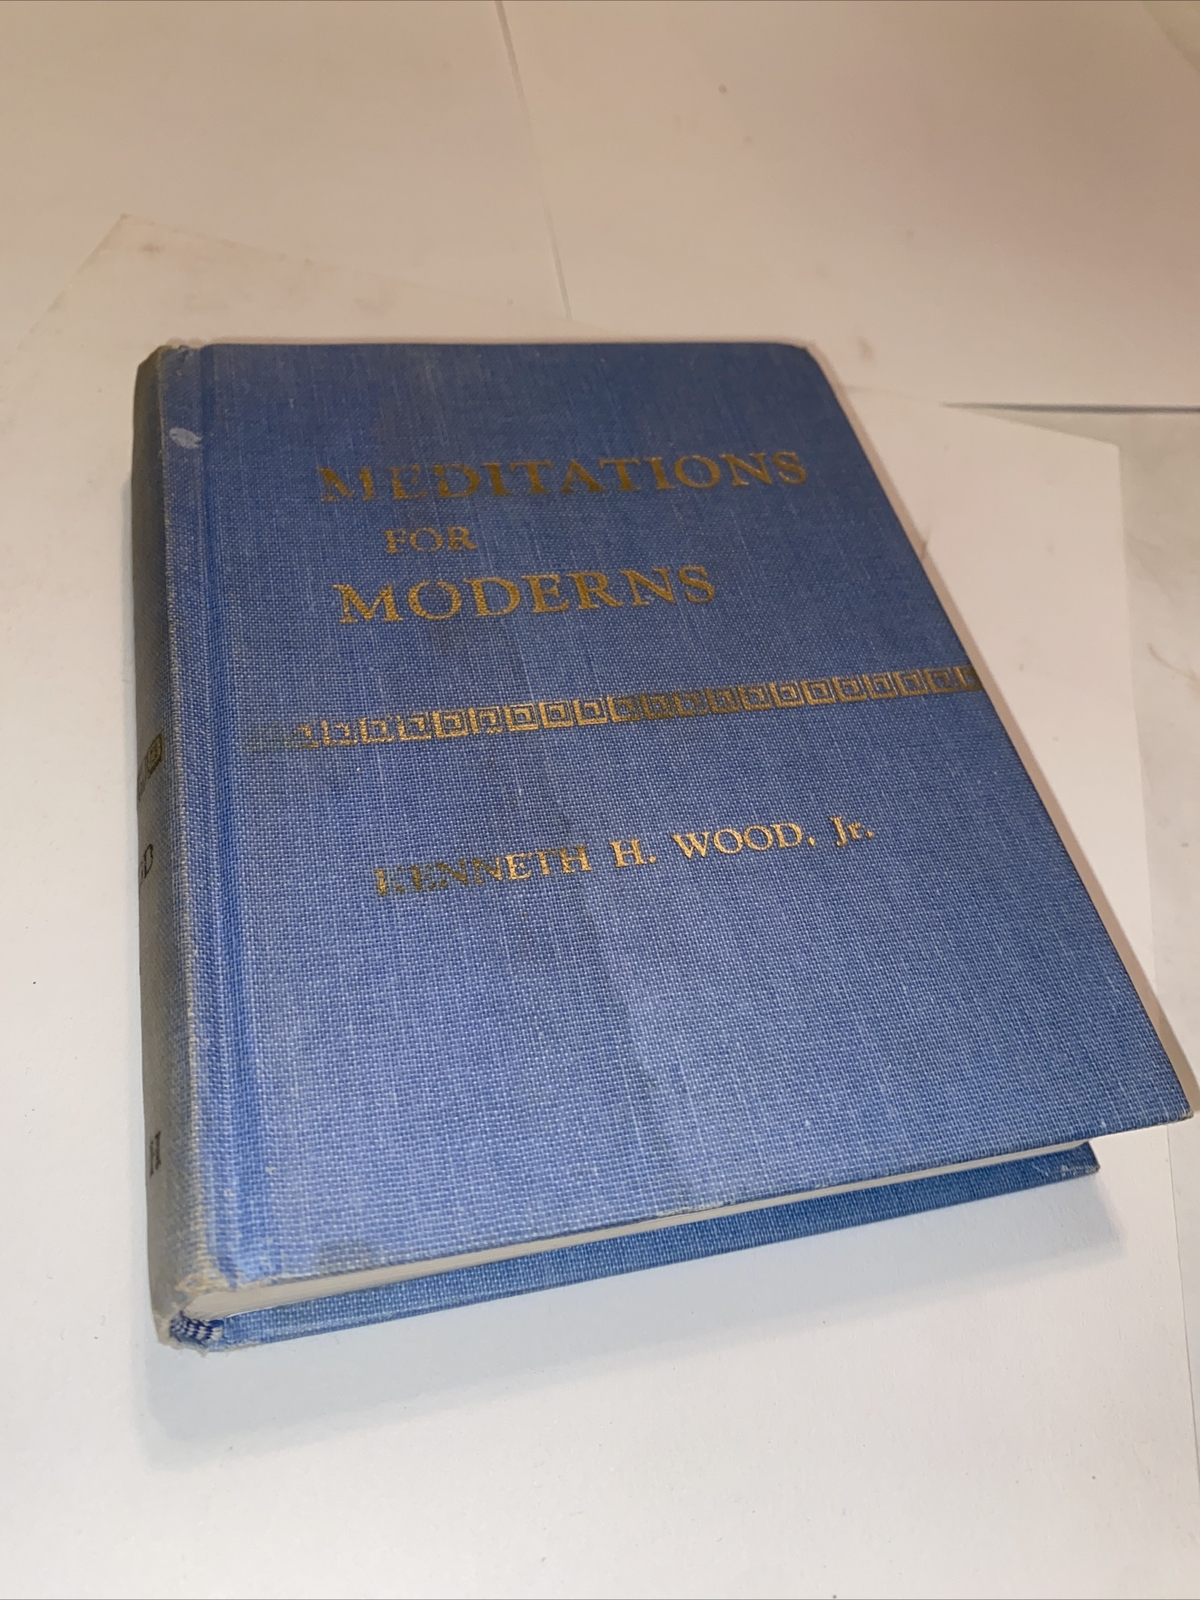 MEDITATIONS
FOR
MODERNS
KENNETH H. WOOD, Jr.